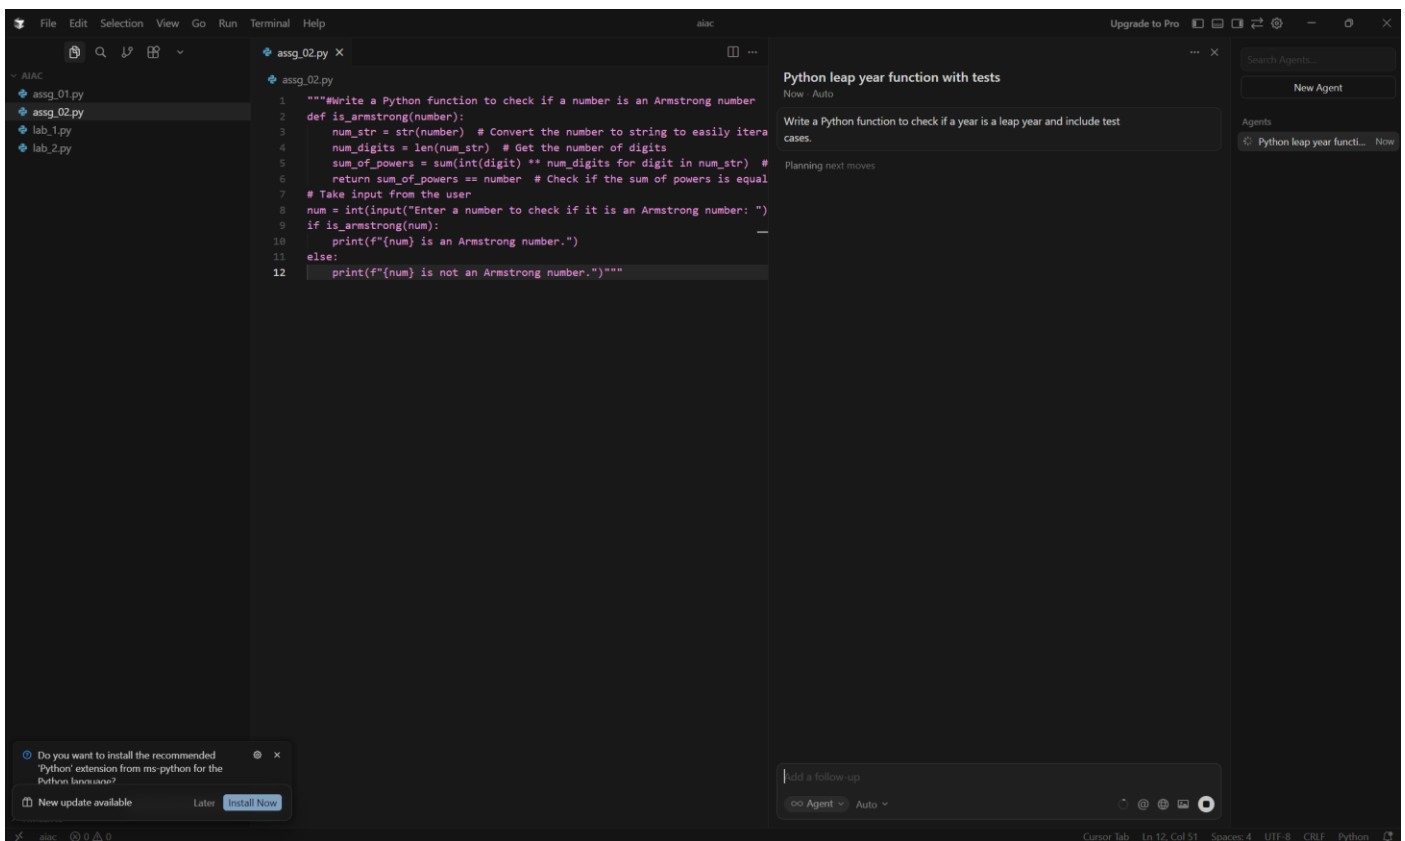 File Edit Selection View Go Run Terminal Help
aiac
Upgrade to Pro
AIAC
assg_01.py
assg_02.py
lab_1.py
lab_2.py
assg_02.py
assg_02.py
1 """#Write a Python function to check if a number is an Armstrong number
2 def is_armstrong(number):
3 num_str = str(number) # Convert the number to string to easily itera
4 num_digits = len(num_str) # Get the number of digits
5 sum_of_powers = sum(int(digit) ** num_digits for digit in num_str) #
6 return sum_of_powers == number # Check if the sum of powers is equal
7 # Take input from the user
8 num = int(input("Enter a number to check if it is an Armstrong number: ")
9 if is_armstrong(num):
10 print(f"{num} is an Armstrong number.")
11 else:
12 print(f"{num} is not an Armstrong number.")"""
Python leap year function with tests
Now · Auto
Write a Python function to check if a year is a leap year and include test
cases.
Planning next moves
Search Agents...
New Agent
Agents
Python leap year functi... Now
Do you want to install the recommended
'Python' extension from ms-python for the
Python language?
New update available Later Install Now
Add a follow-up
Agent Auto
aiac 0 0
Cursor Tab Ln 12, Col 51 Spaces: 4 UTF-8 CRLF Python